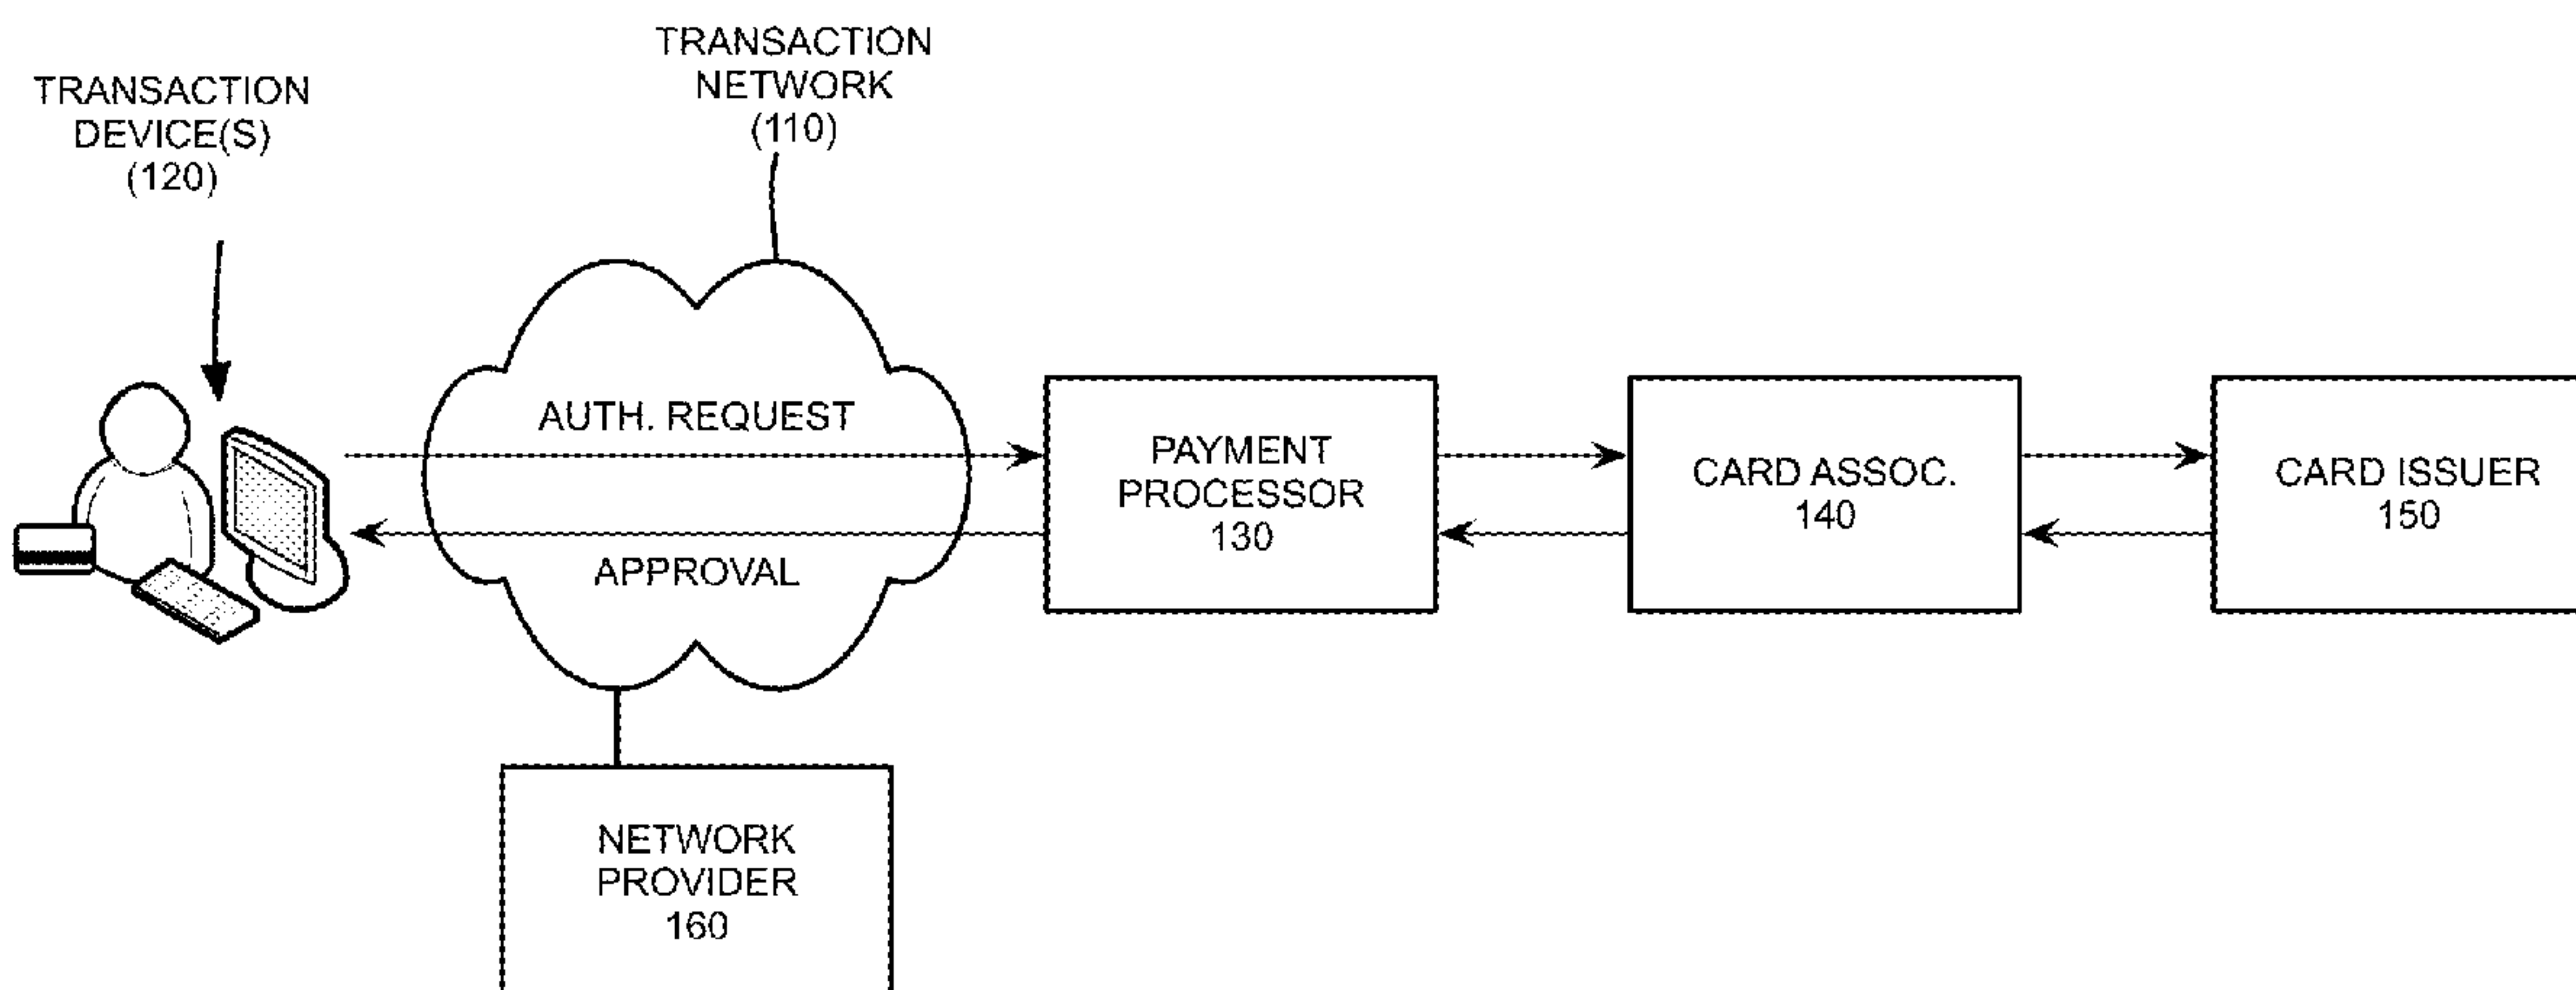 TRANSACTION
DEVICE(S)
(120)
TRANSACTION
NETWORK
(110)
AUTH. REQUEST
APPROVAL
PAYMENT
PROCESSOR
130
CARD ASSOC.
140
CARD ISSUER
150
NETWORK
PROVIDER
160